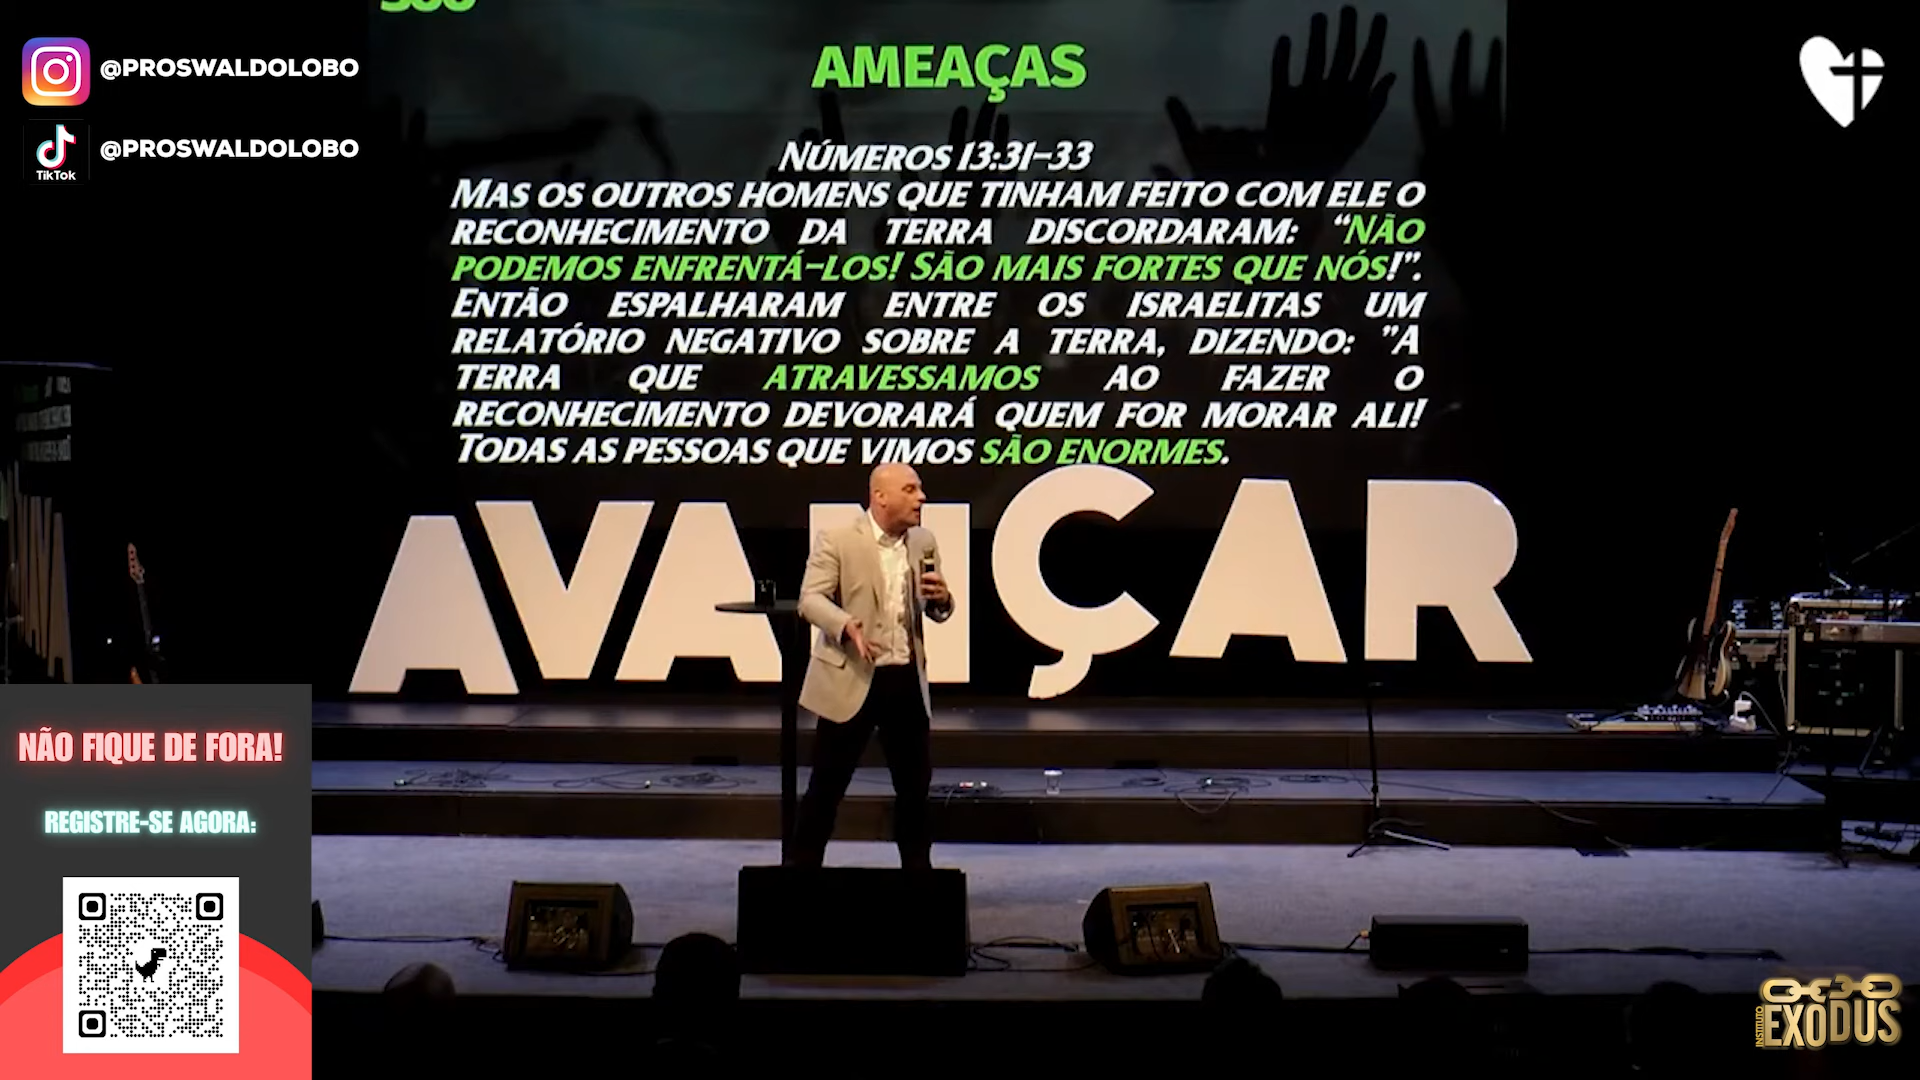 @PROSWALDOLOBO
TikTok
@PROSWALDOLOBO
AMEAÇAS
NÚMEROS 13:31-33
MAS OS OUTROS HOMENS QUE TINHAM FEITO COM ELE O
RECONHECIMENTO DA TERRA DISCORDARAM: “NÃO
PODEMOS ENFRENTÁ-LOS! SÃO MAIS FORTES QUE NÓS!”.
ENTÃO ESPALHARAM ENTRE OS ISRAELITAS UM
RELATÓRIO NEGATIVO SOBRE A TERRA, DIZENDO: "A
TERRA QUE ATRAVESSAMOS AO FAZER O
RECONHECIMENTO DEVORARÁ QUEM FOR MORAR ALI!
TODAS AS PESSOAS QUE VIMOS SÃO ENORMES.
AVANÇAR
NÃO FIQUE DE FORA!
REGISTRE-SE AGORA:
INSTITUTO
EXODUS